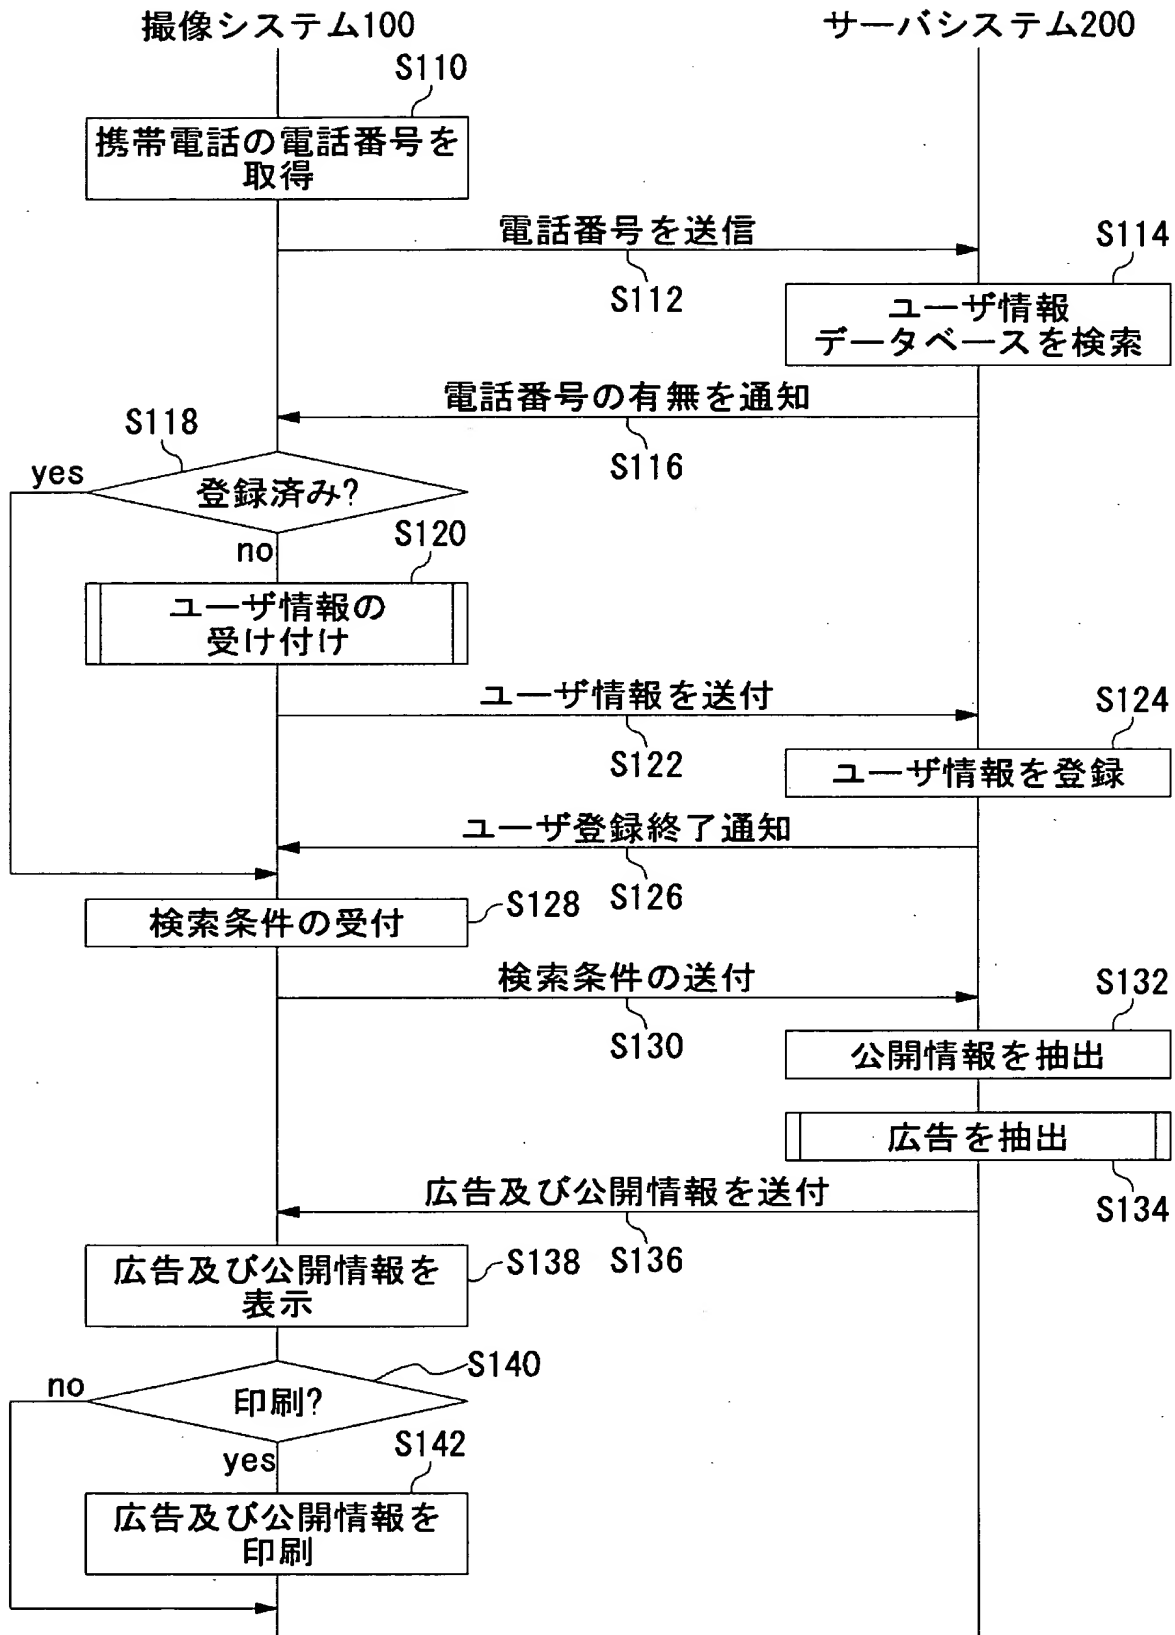 撮像システム100
サーバシステム200
S110
携帯電話の電話番号を
取得
電話番号を送信
S112
S114
ユーザ情報
データベースを検索
電話番号の有無を通知
S116
S118
yes
登録済み?
no
S120
ユーザ情報の
受け付け
ユーザ情報を送付
S122
S124
ユーザ情報を登録
ユーザ登録終了通知
S126
検索条件の受付
S128
検索条件の送付
S130
S132
公開情報を抽出
広告を抽出
S134
広告及び公開情報を送付
S136
広告及び公開情報を
表示
S138
S140
no
印刷?
yes
S142
広告及び公開情報を
印刷